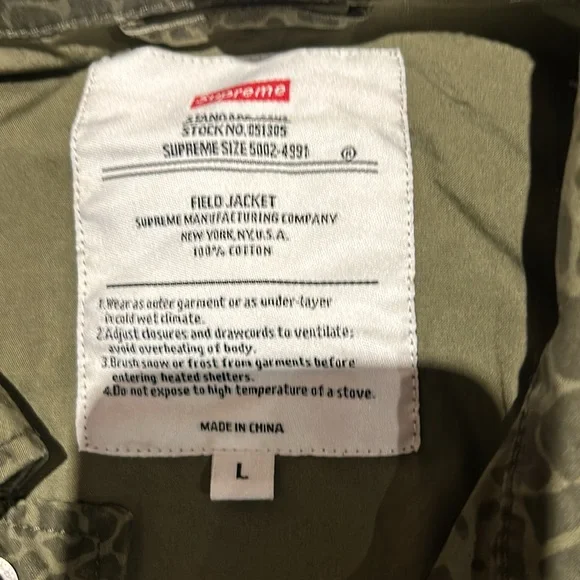 Supreme
STOCK NO. 051305
SUPREME SIZE 5002-4991 ®
FIELD JACKET
SUPREME MANUFACTURING COMPANY
NEW YORK, N.Y. U.S.A.
100% COTTON
1.Wear as outer garment or as under-layer
in cold wet climate.
2.Adjust closures and drawcords to ventilate;
avoid overheating of body.
3.Brush snow or frost from garments before
entering heated shelters.
4.Do not expose to high temperature of a stove.
MADE IN CHINA
L